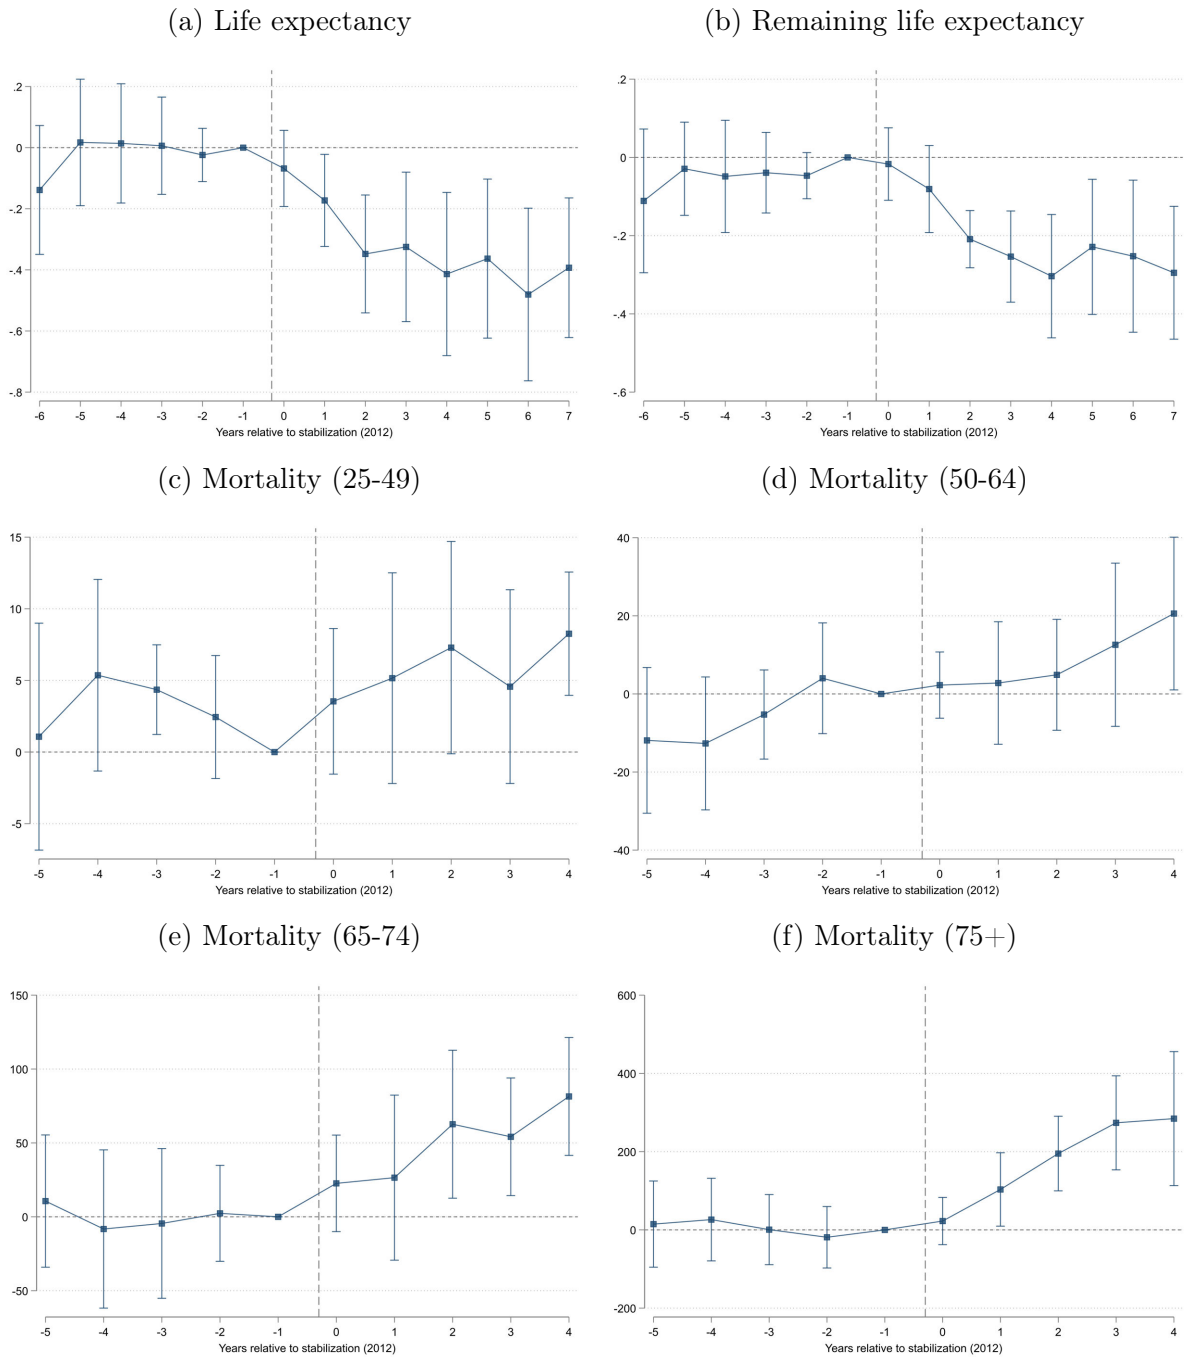 (a) Life expectancy
.2
0
-.2
-.4
-.6
-.8
-6 -5 -4 -3 -2 -1 0 1 2 3 4 5 6 7
Years relative to stabilization (2012)
(b) Remaining life expectancy
.2
0
-.2
-.4
-.6
-6 -5 -4 -3 -2 -1 0 1 2 3 4 5 6 7
Years relative to stabilization (2012)
(c) Mortality (25-49)
15
10
5
0
-5
-5 -4 -3 -2 -1 0 1 2 3 4
Years relative to stabilization (2012)
(d) Mortality (50-64)
40
20
0
-20
-40
-5 -4 -3 -2 -1 0 1 2 3 4
Years relative to stabilization (2012)
(e) Mortality (65-74)
150
100
50
0
-50
-5 -4 -3 -2 -1 0 1 2 3 4
Years relative to stabilization (2012)
(f) Mortality (75+)
600
400
200
0
-200
-5 -4 -3 -2 -1 0 1 2 3 4
Years relative to stabilization (2012)